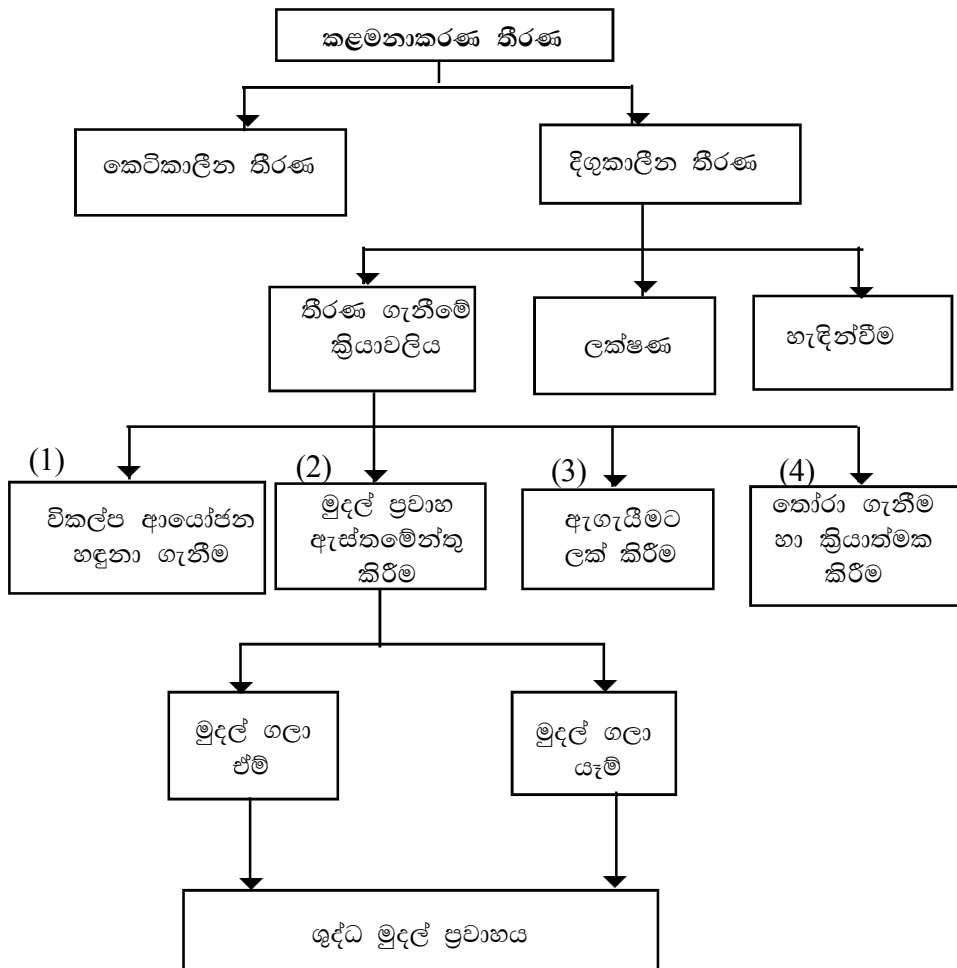 කළමනාකරණ තීරණ
කෙටිකාලීන තීරණ
දිගුකාලීන තීරණ
තීරණ ගැනීමේ
ක්‍රියාවලිය
ලක්ෂණ
හැඳින්වීම
(1)
විකල්ප ආයෝජන
හඳුනා ගැනීම
(2)
මුදල් ප්‍රවාහ
ඇස්තමේන්තු
කිරීම
(3)
ඇගැයීමට
ලක් කිරීම
(4)
තෝරා ගැනීම
හා ක්‍රියාත්මක
කිරීම
මුදල් ගලා
ඒම්
මුදල් ගලා
යෑම්
ශුද්ධ මුදල් ප්‍රවාහය